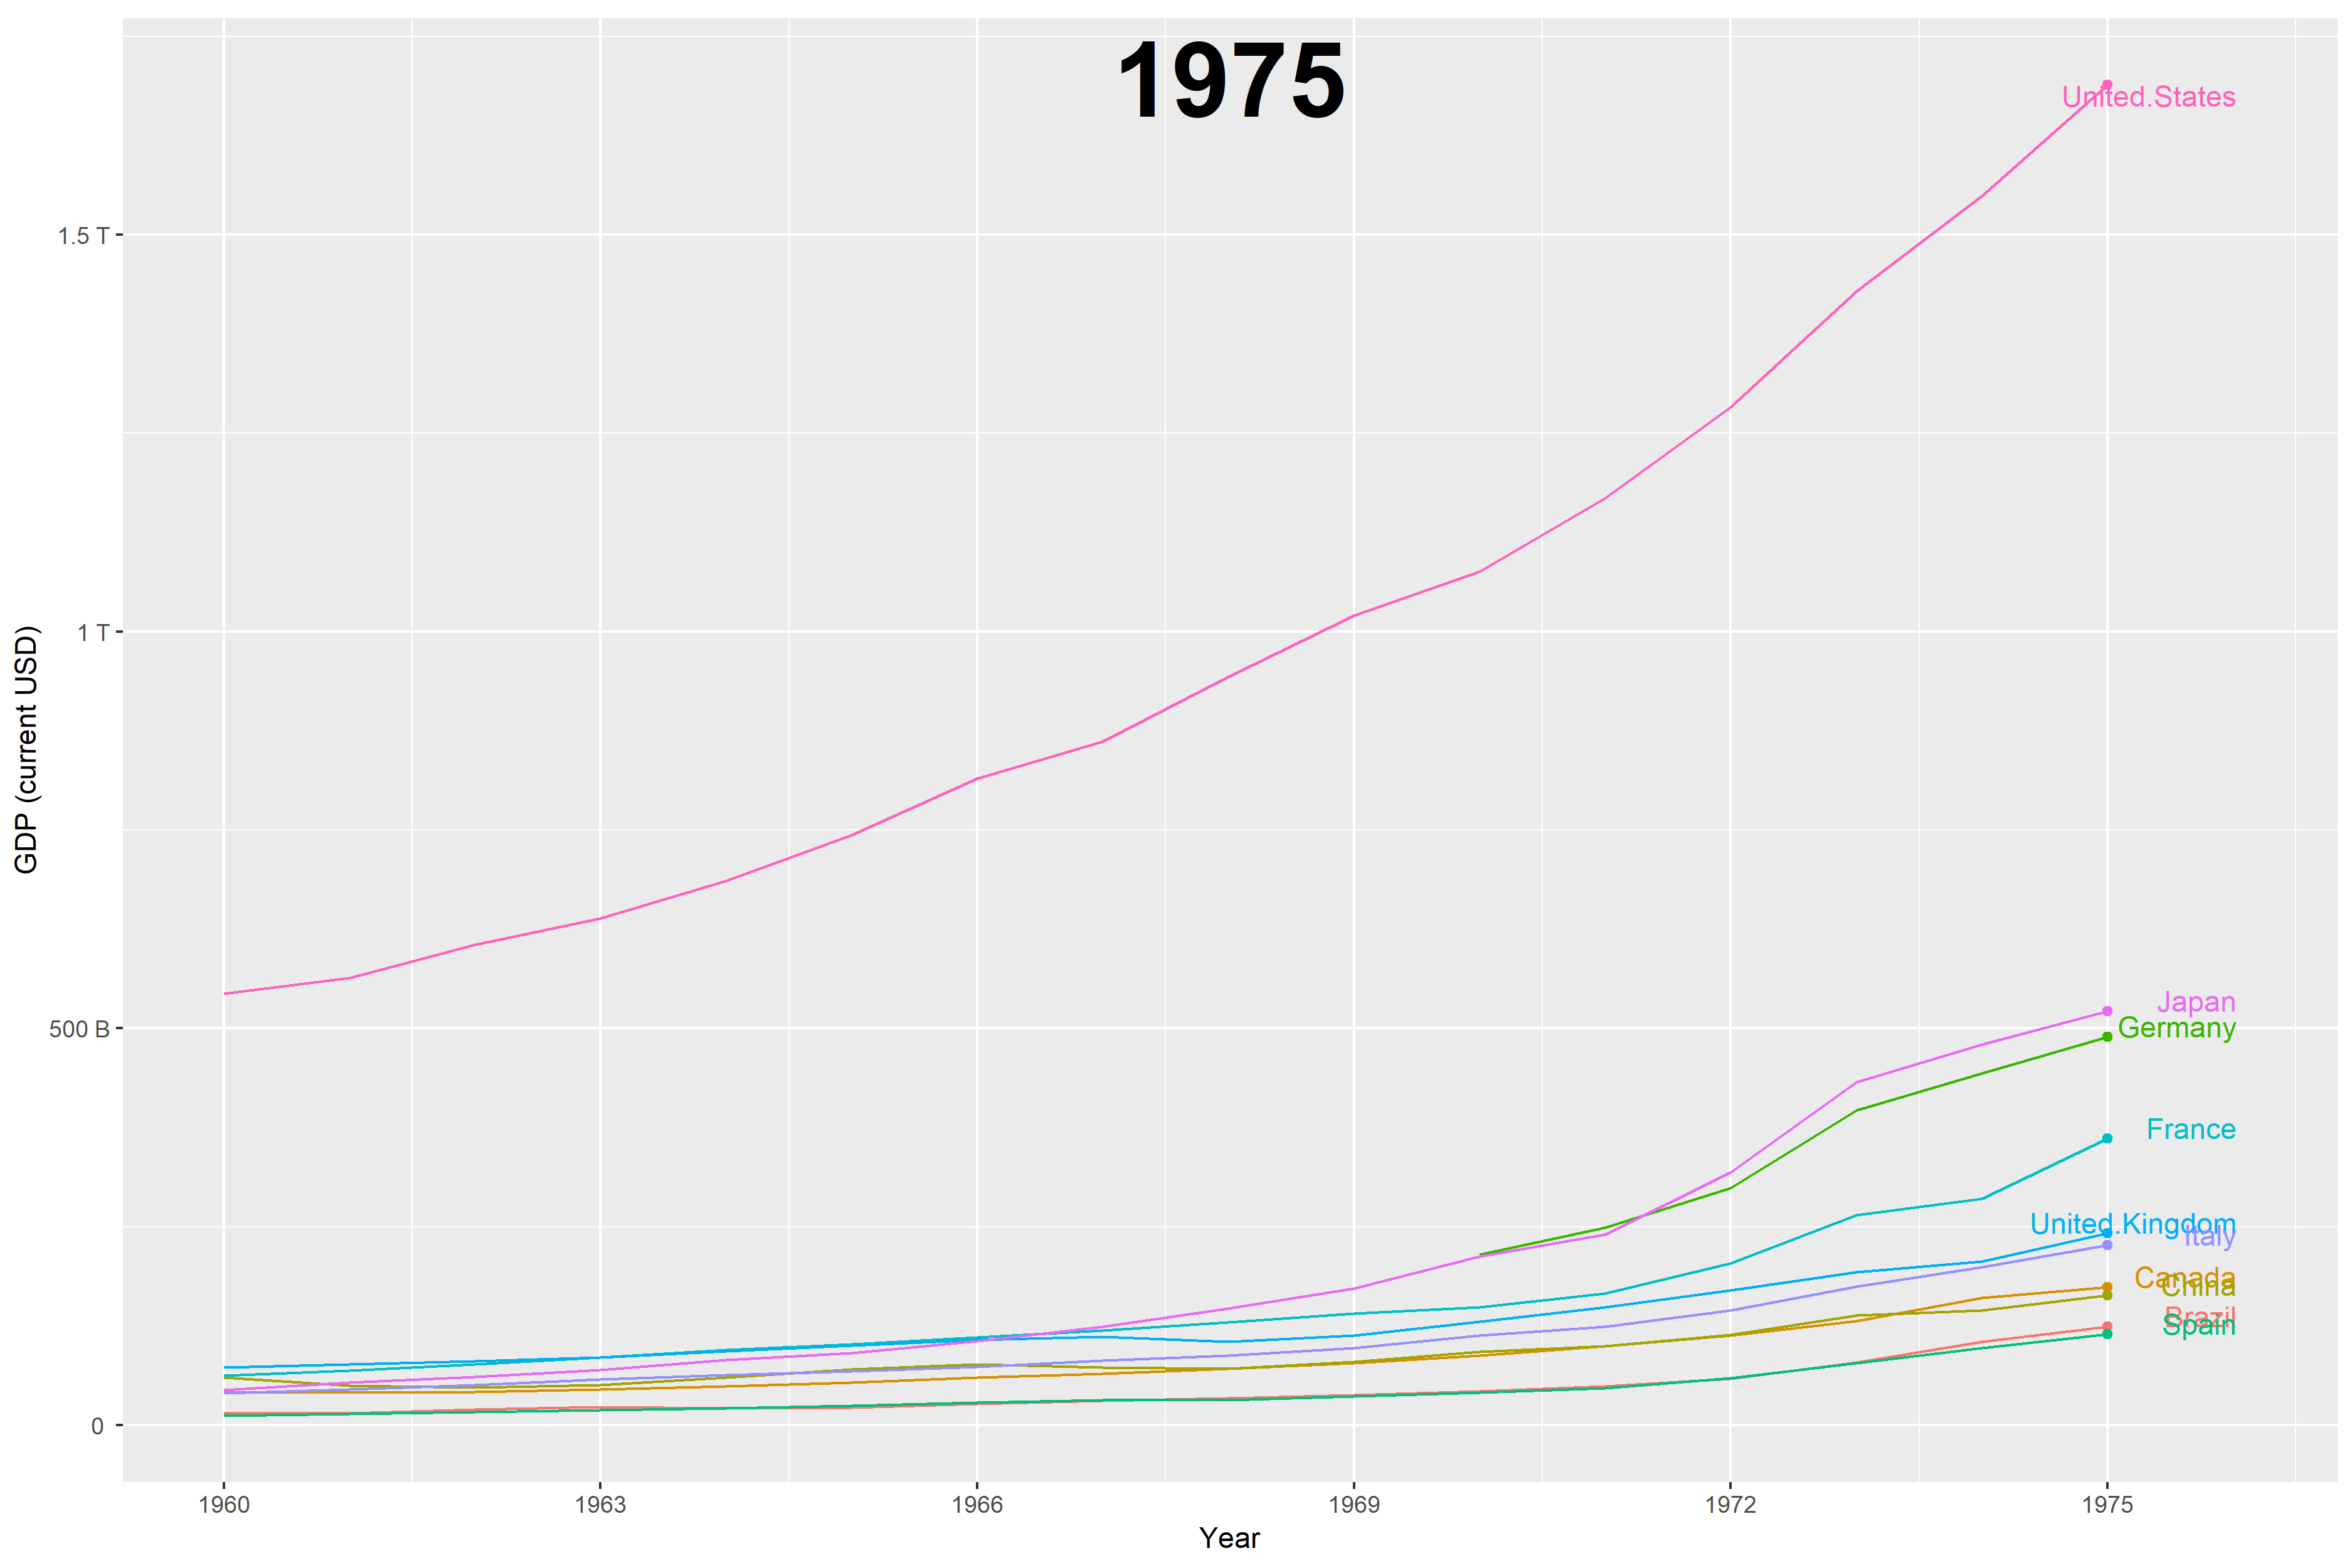 1975
United.States
1.5 T
1 T
GDP (current USD)
Japan
500 B
Germany
France
United.Kingdom
Italy
Canada
China
Brazil
Spain
0
1960 1963 1966 1969 1972 1975
Year